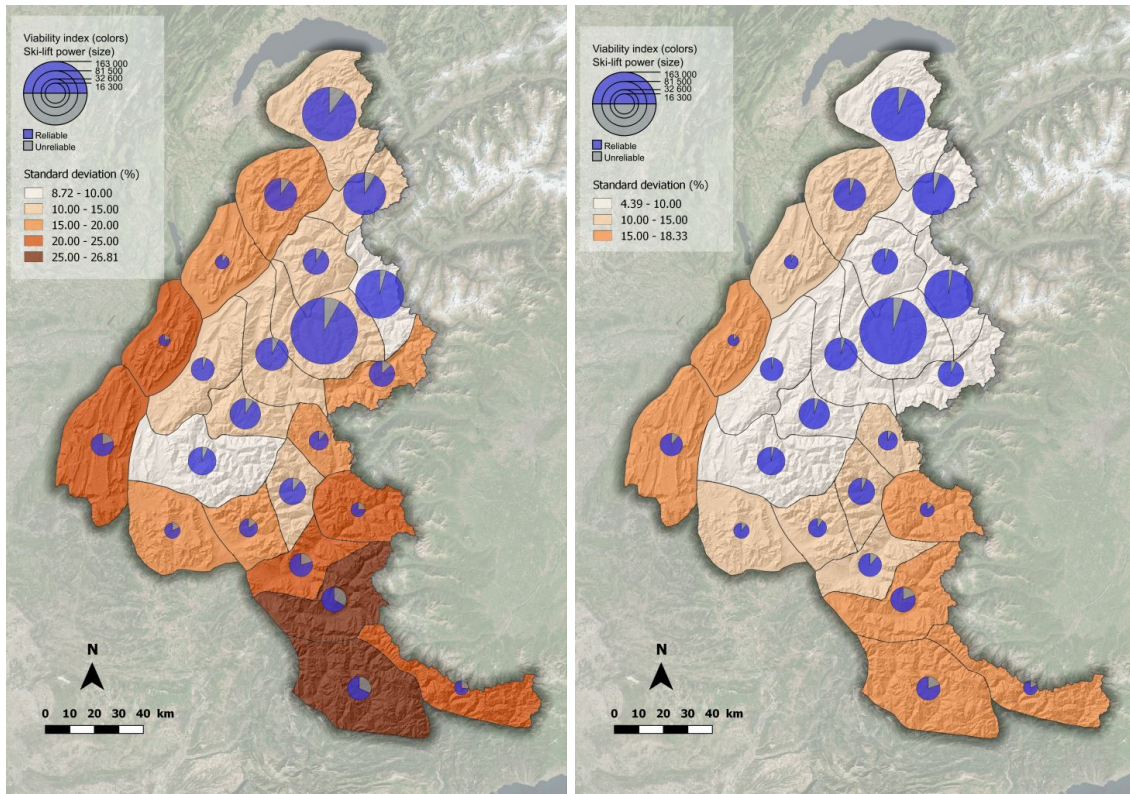 Viability index (colors)
Ski-lift power (size)
163 000
81 500
32 600
16 300
Reliable
Unreliable
Standard deviation (%)
8.72 - 10.00
10.00 - 15.00
15.00 - 20.00
20.00 - 25.00
25.00 - 26.81
N
0 10 20 30 40 km
Viability index (colors)
Ski-lift power (size)
163 000
81 500
32 600
16 300
Reliable
Unreliable
Standard deviation (%)
4.39 - 10.00
10.00 - 15.00
15.00 - 18.33
N
0 10 20 30 40 km